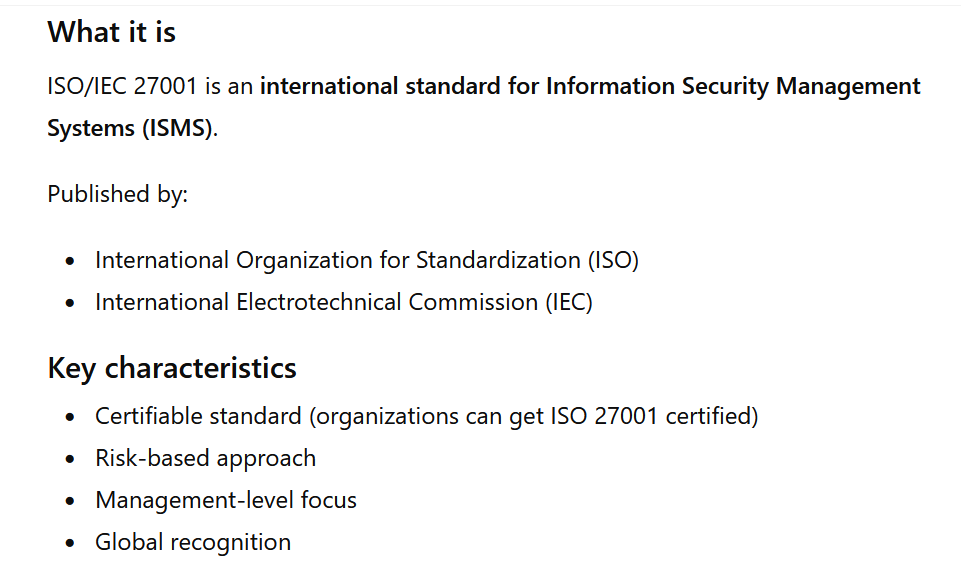 What it is
ISO/IEC 27001 is an international standard for Information Security Management
Systems (ISMS).
Published by:
• International Organization for Standardization (ISO)
• International Electrotechnical Commission (IEC)
Key characteristics
• Certifiable standard (organizations can get ISO 27001 certified)
• Risk-based approach
• Management-level focus
• Global recognition